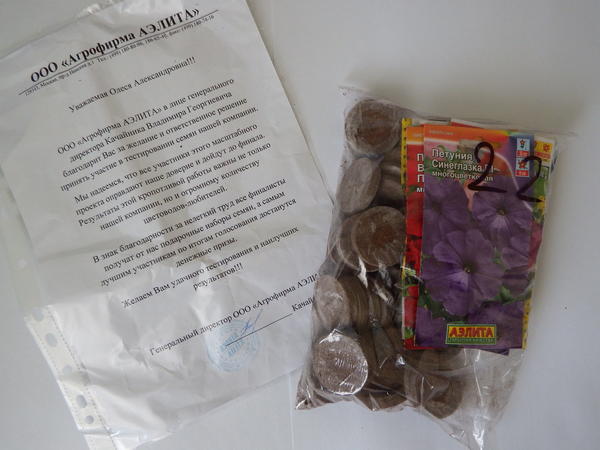 ООО «Агрофирма АЭЛИТА»
Уважаемая Олеся Александровна!!!
ООО «Агрофирма АЭЛИТА» в лице генерального
директора Качайника Владимира Георгиевича
благодарит Вас за желание и ответственное решение
принять участие в тестировании семян нашей компании.
Мы надеемся, что все участники этого масштабного
проекта оправдают наше доверие и дойдут до финала.
Результаты этой кропотливой работы важны не только
нашей компании, но и огромному количеству
цветоводов-любителей.
В знак благодарности за нелегкий труд все финалисты
получат от нас подарочные наборы семян, а самым
лучшим участникам по итогам голосования достанутся
денежные призы.
Желаем Вам удачного тестирования и наилучших
результатов!!!
Генеральный директор ООО «Агрофирма АЭЛИТА»
Качай
Петуния
Синеглазка F1
многоцветковая
22
АЭЛИТА